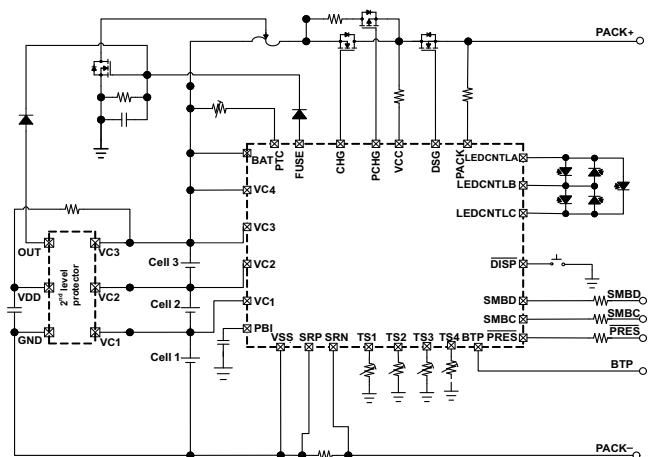 PACK+
BAT
PTC
FUSE
CHG
PCHG
VCC
DSG
PACK
LEDCNTLA
LEDCNTLB
LEDCNTLC
VC4
VC3
VC2
VC1
PBI
DISP
SMBD
SMBC
PRES
VSS
SRP
SRN
TS1
TS2
TS3
TS4
BTP
SMBD
SMBC
PRES
BTP
PACK–
OUT
VDD
GND
2nd level
protector
VC3
VC2
VC1
Cell 3
Cell 2
Cell 1